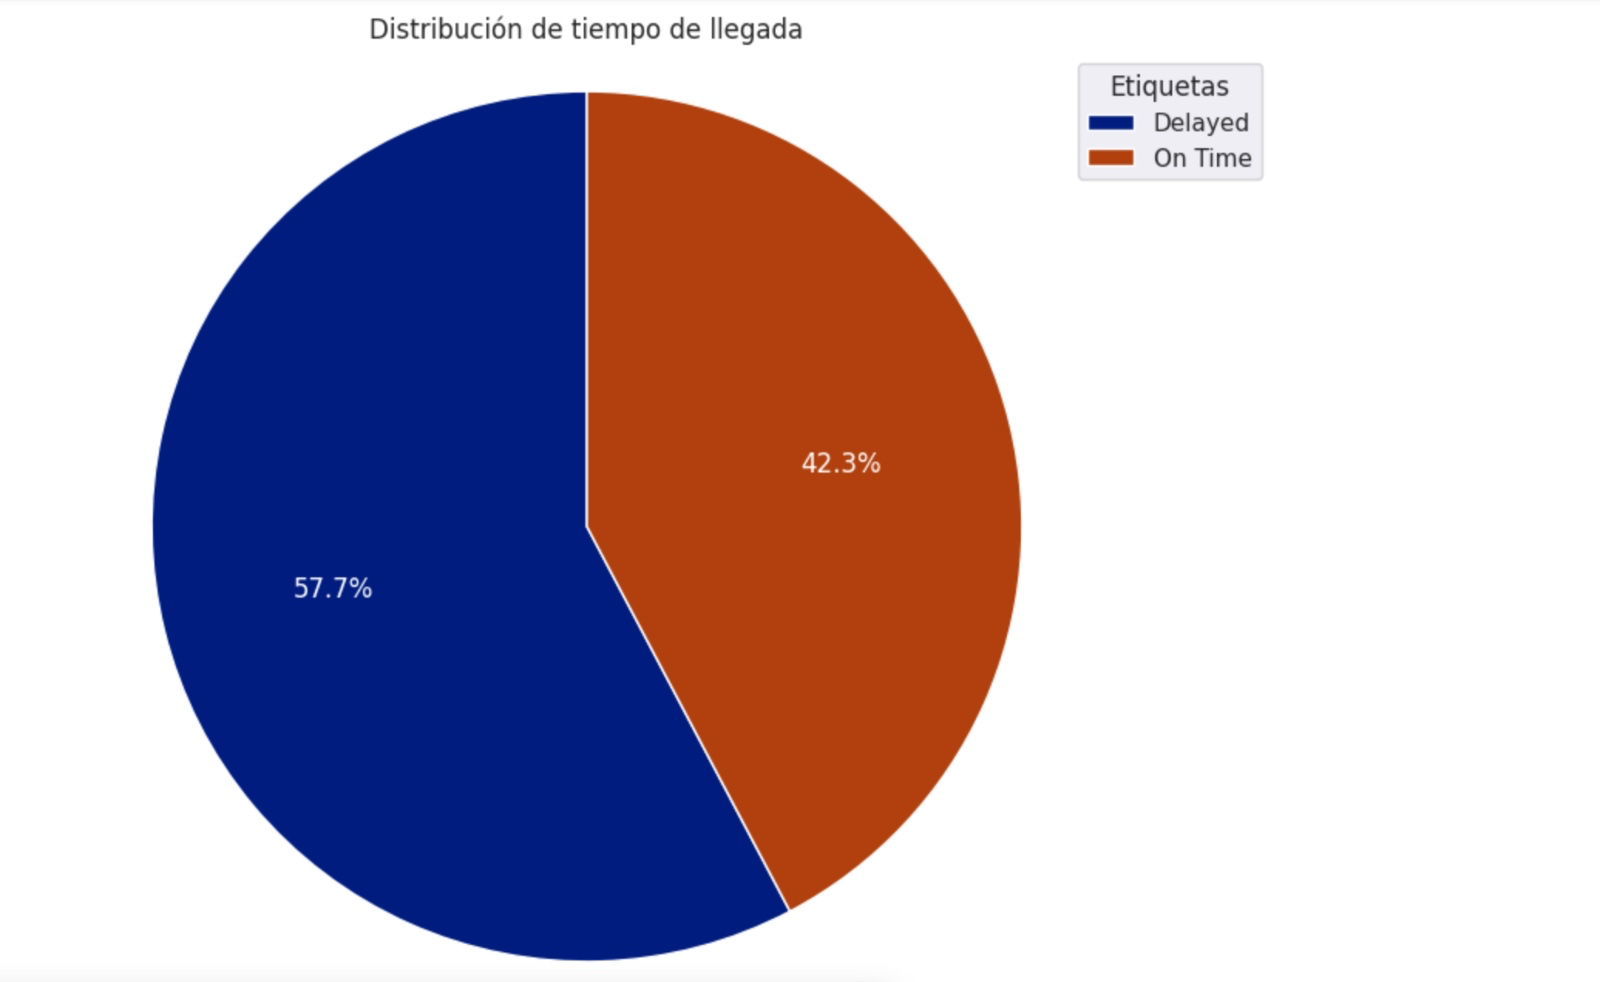 Distribución de tiempo de llegada
Etiquetas
Delayed
On Time
42.3%
57.7%